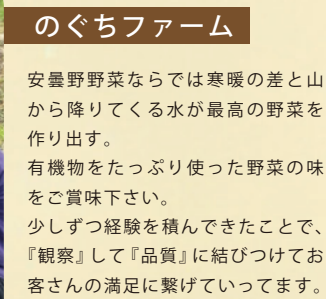 のぐちファーム
安曇野野菜ならでは寒暖の差と山
から降りてくる水が最高の野菜を
作り出す。
有機物をたっぷり使った野菜の味
をご賞味下さい。
少しずつ経験を積んできたことで、
『観察』して『品質』に結びつけてお
客さんの満足に繋げていってます。